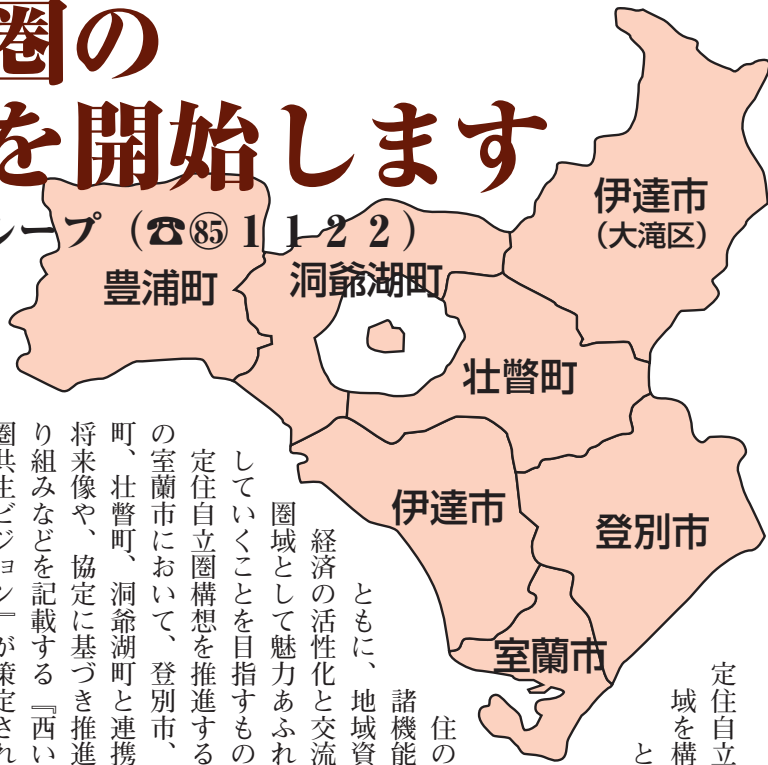 圏の
を開始します
ループ（☎㊺１１２２）
伊達市
（大滝区）
豊浦町
洞爺湖町
壮瞥町
伊達市
登別市
室蘭市
定住自立
域を構
と
住の
諸機能
ともに、地域資
経済の活性化と交流
圏域として魅力あふれ
していくことを目指すもの
定住自立圏構想を推進する
の室蘭市において、登別市、
町、壮瞥町、洞爺湖町と連携
将来像や、協定に基づき推進
り組みなどを記載する『西い
圏共生ビジョン』が策定され